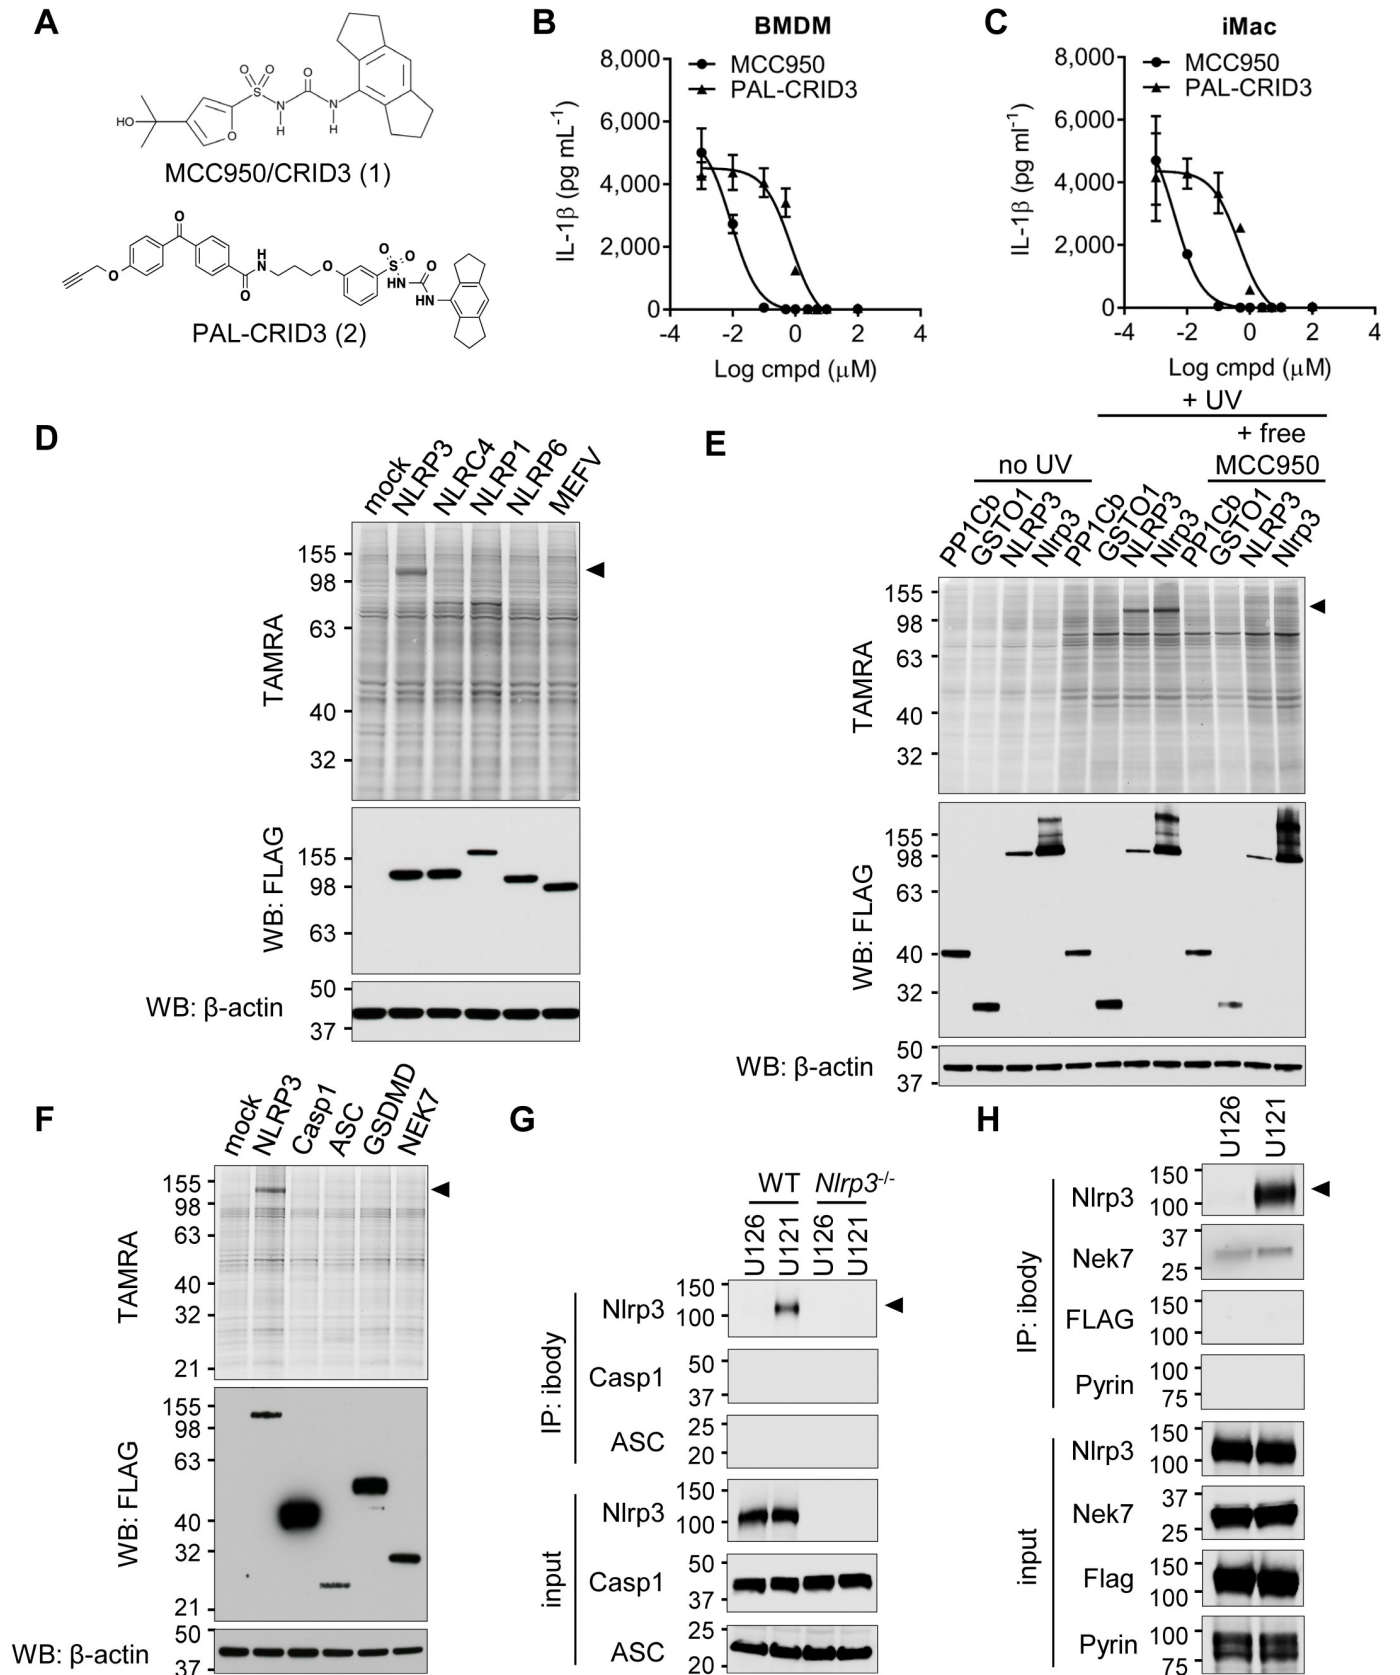 A
HO
O
O
O
S
O
N
H
N
H
O
MCC950/CRID3 (1)
O
O
H
N
O
O
O
S
O
HN
O
HN
PAL-CRID3 (2)
B
BMDM
MCC950
PAL-CRID3
IL-1β (pg mL-1)
8,000
6,000
4,000
2,000
0
-4
-2
0
2
4
Log cmpd (μM)
C
iMac
MCC950
PAL-CRID3
IL-1β (pg ml-1)
8,000
6,000
4,000
2,000
0
-4
-2
0
2
4
Log cmpd (μM)
D
mock
NLRP3
NLRC4
NLRP1
NLRP6
MEFV
TAMRA
155
98
63
40
32
WB: FLAG
155
98
63
WB: β-actin
50
37
E
+ UV
+ free
no UV
MCC950
PP1Cb
GSTO1
NLRP3
Nlrp3
PP1Cb
GSTO1
NLRP3
Nlrp3
PP1Cb
GSTO1
NLRP3
Nlrp3
TAMRA
155
98
63
40
32
WB: FLAG
155
98
63
40
32
WB: β-actin
50
37
F
mock
NLRP3
Casp1
ASC
GSDMD
NEK7
TAMRA
155
98
63
40
32
21
WB: FLAG
155
98
63
40
32
21
WB: β-actin
50
37
G
WT
Nlrp3-/-
U126
U121
U126
U121
IP: ibody
Nlrp3
150
100
Casp1
50
37
ASC
25
20
input
Nlrp3
150
100
Casp1
50
37
ASC
25
20
H
U126
U121
IP: ibody
Nlrp3
150
100
Nek7
37
25
FLAG
150
100
Pyrin
100
75
input
Nlrp3
150
100
Nek7
37
25
Flag
150
100
Pyrin
100
75